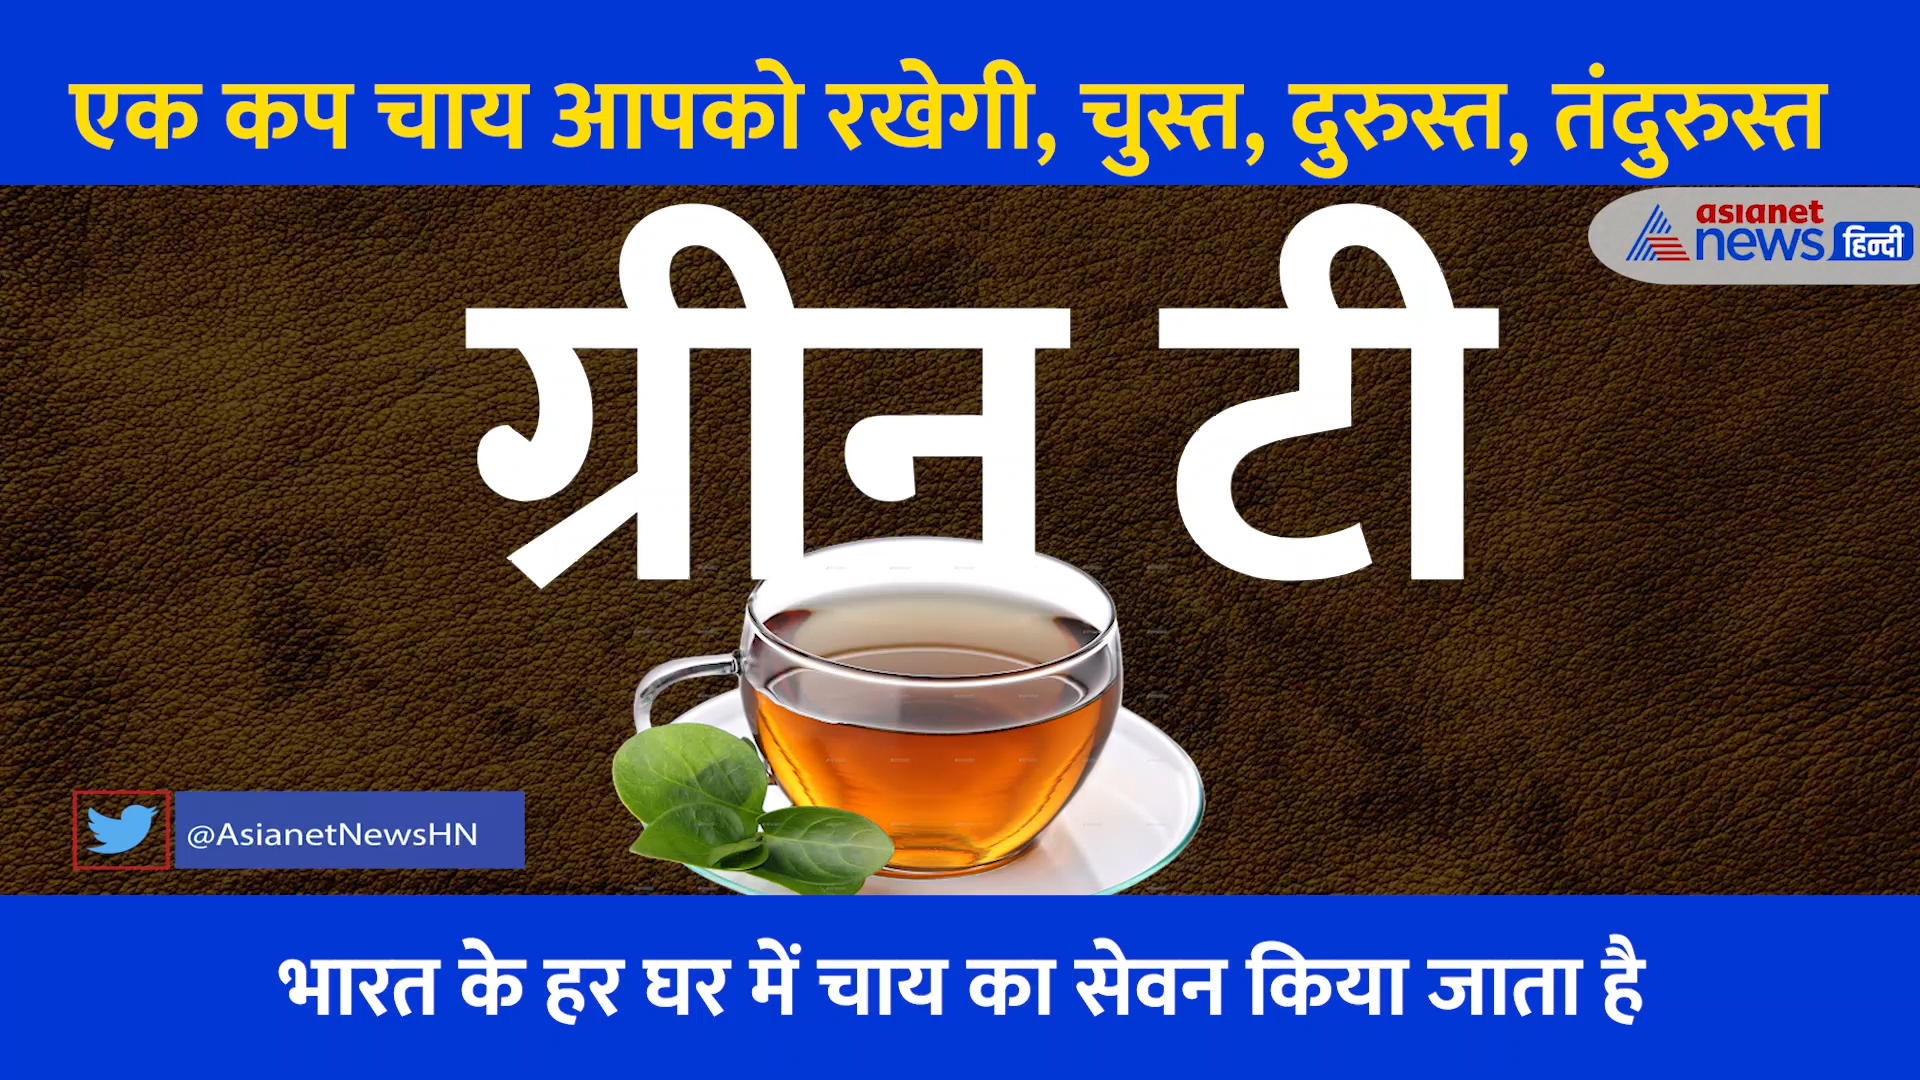 एक कप चाय आपको रखेगी, चुस्त, दुरुस्त, तंदुरुस्त
asianet
news हिन्दी
ग्रीन टी
@AsianetNewsHN
भारत के हर घर में चाय का सेवन किया जाता है